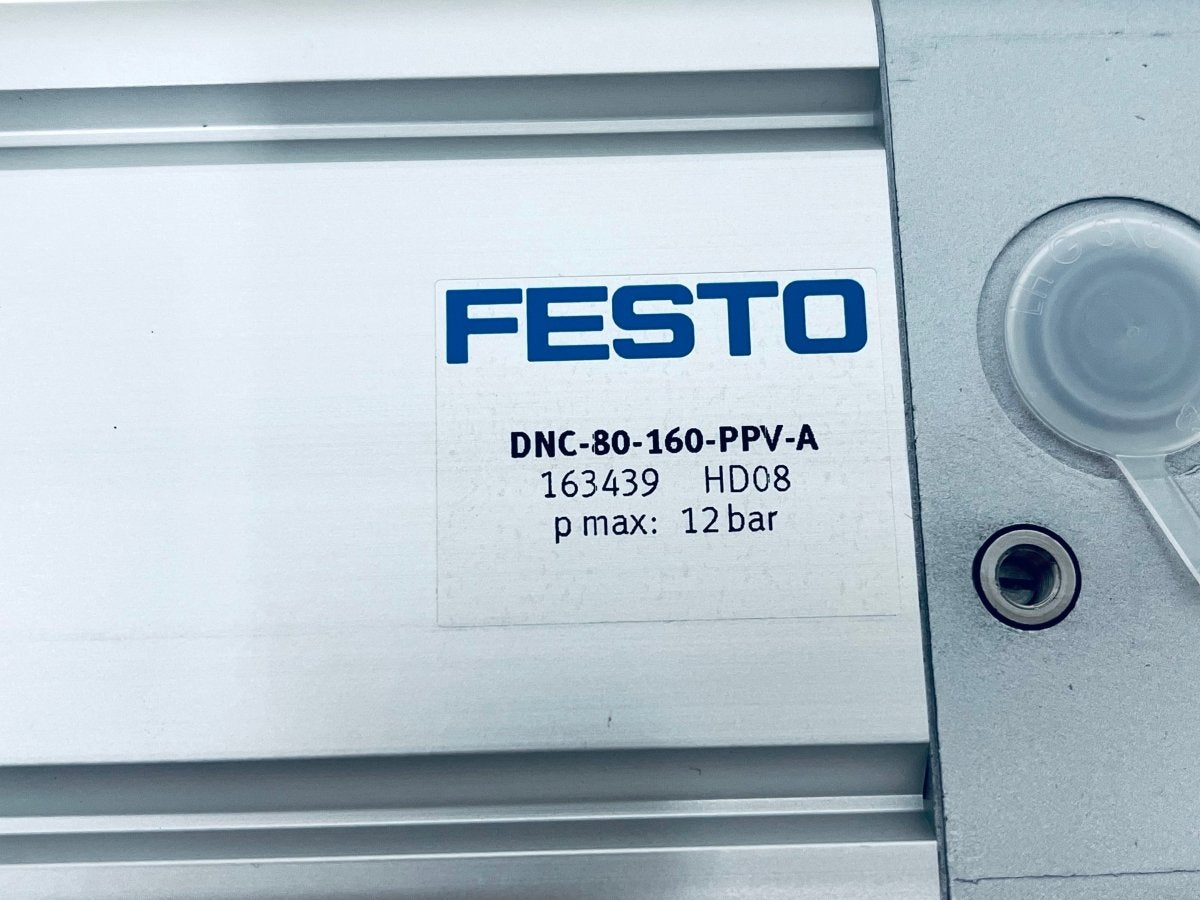 FESTO
DNC-80-160-PPV-A
163439 HD08
p max: 12 bar